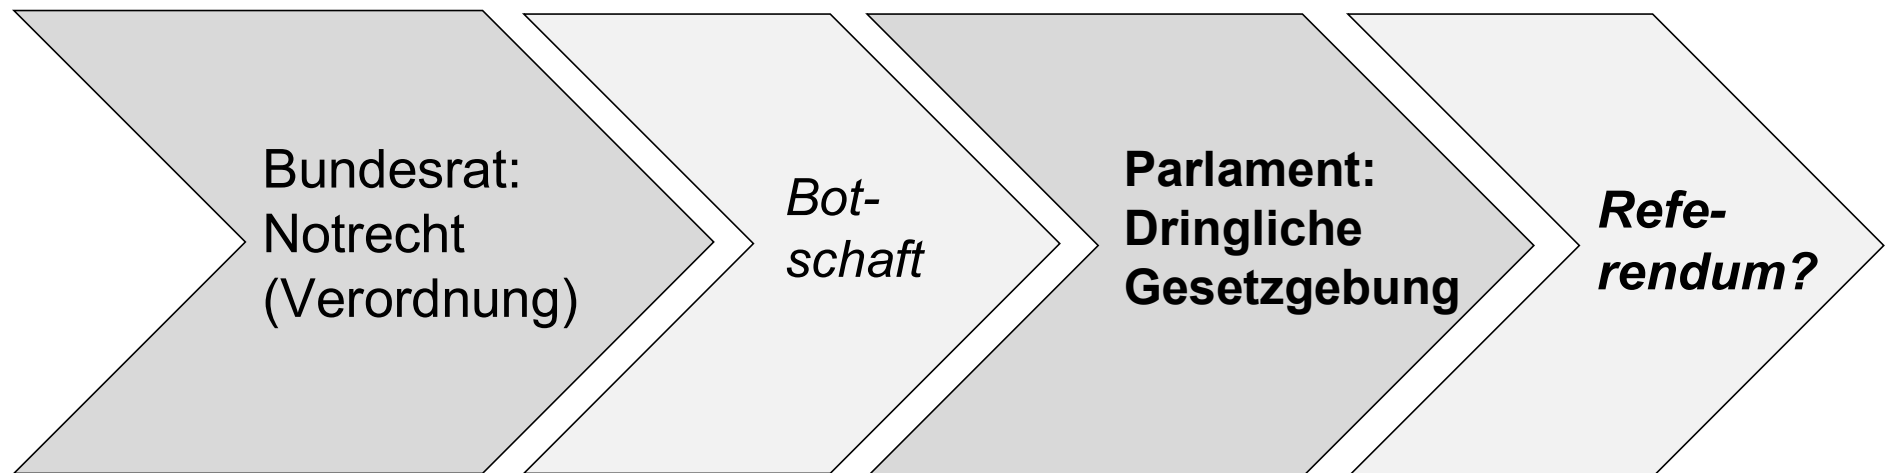 Bundesrat:
Notrecht
(Verordnung)
Bot-
schaft
Parlament:
Dringliche
Gesetzgebung
Refe-
rendum?